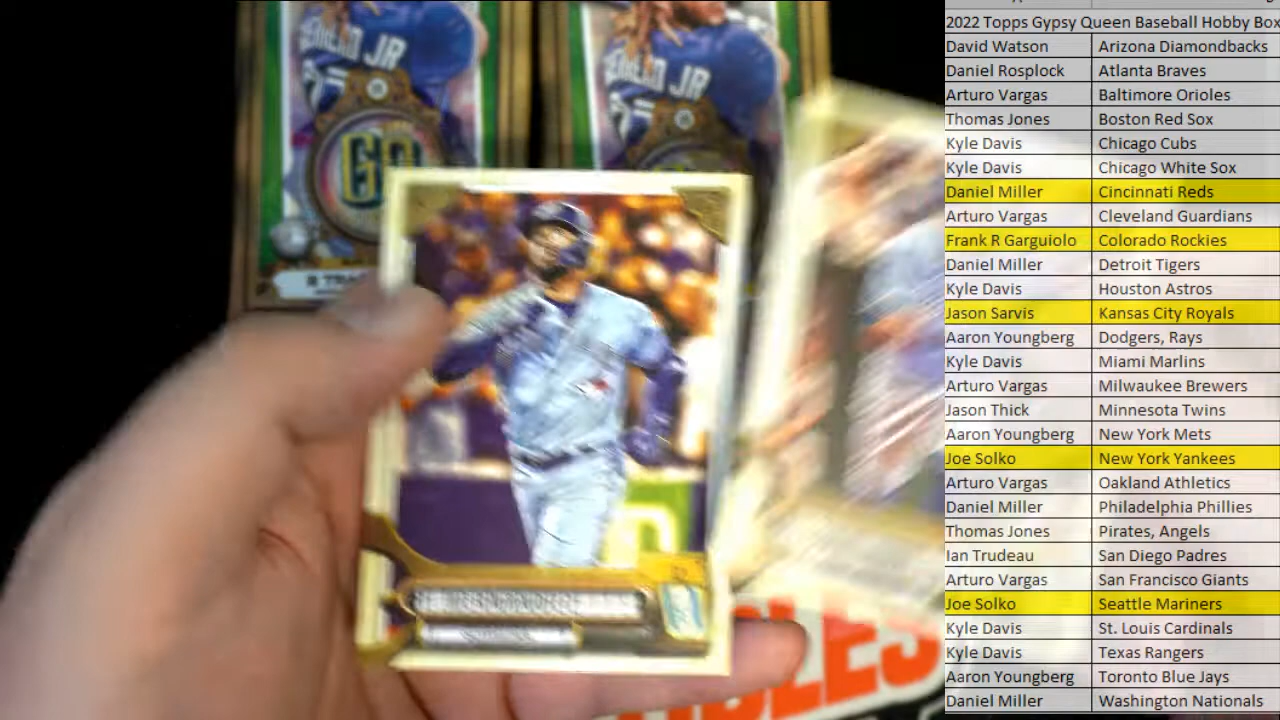 2022 Topps Gypsy Queen Baseball Hobby Box
David Watson Arizona Diamondbacks
Daniel Rosplock Atlanta Braves
Arturo Vargas Baltimore Orioles
Thomas Jones Boston Red Sox
Kyle Davis Chicago Cubs
Kyle Davis Chicago White Sox
Daniel Miller Cincinnati Reds
Arturo Vargas Cleveland Guardians
Frank R Garguiolo Colorado Rockies
Daniel Miller Detroit Tigers
Kyle Davis Houston Astros
Jason Sarvis Kansas City Royals
Aaron Youngberg Dodgers, Rays
Kyle Davis Miami Marlins
Arturo Vargas Milwaukee Brewers
Jason Thick Minnesota Twins
Aaron Youngberg New York Mets
Joe Solko New York Yankees
Arturo Vargas Oakland Athletics
Daniel Miller Philadelphia Phillies
Thomas Jones Pirates, Angels
Ian Trudeau San Diego Padres
Arturo Vargas San Francisco Giants
Joe Solko Seattle Mariners
Kyle Davis St. Louis Cardinals
Kyle Davis Texas Rangers
Aaron Youngberg Toronto Blue Jays
Daniel Miller Washington Nationals
JR
JR
GQ